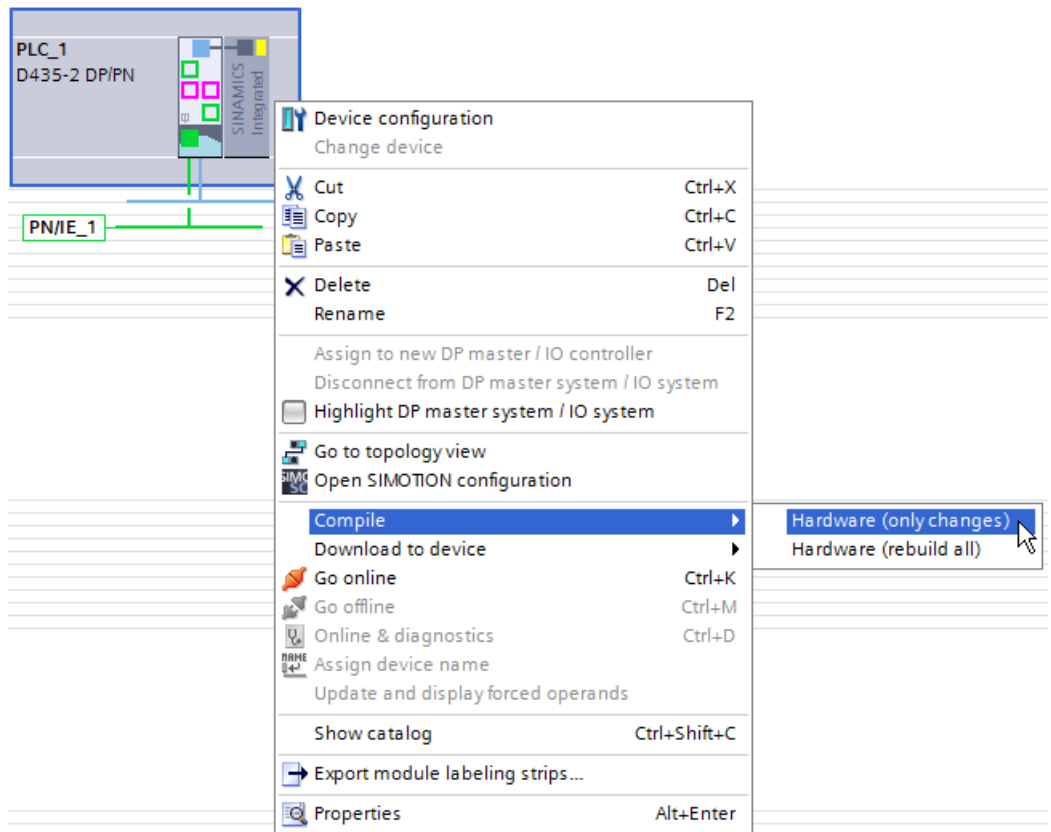 PLC_1
D435-2 DP/PN
SINAMICS
Integrated
PN/IE_1
Device configuration
Change device
Cut Ctrl+X
Copy Ctrl+C
Paste Ctrl+V
Delete Del
Rename F2
Assign to new DP master / IO controller
Disconnect from DP master system / IO system
Highlight DP master system / IO system
Go to topology view
SIMO
SC
Open SIMOTION configuration
Compile
Hardware (only changes)
Download to device
Hardware (rebuild all)
Go online Ctrl+K
Go offline Ctrl+M
Online & diagnostics Ctrl+D
NAME
Assign device name
Update and display forced operands
Show catalog Ctrl+Shift+C
Export module labeling strips...
Properties Alt+Enter